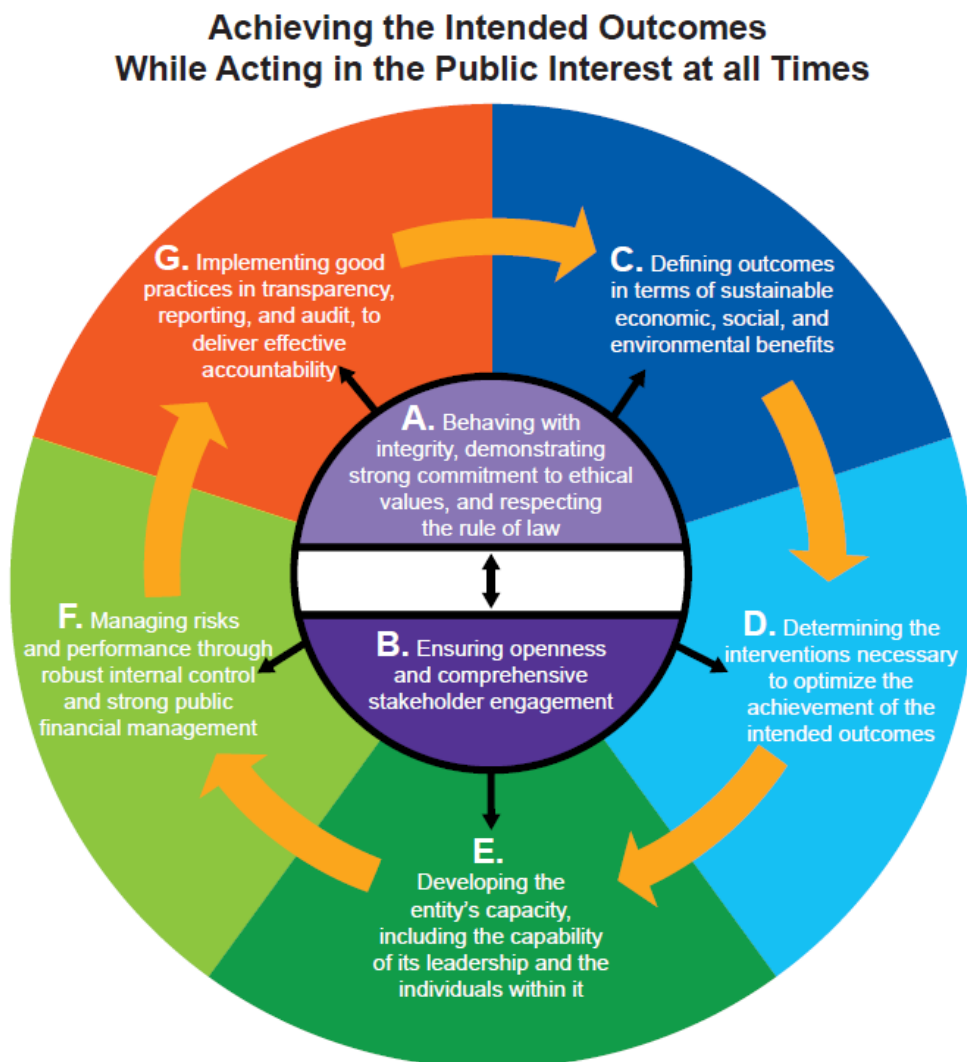 Achieving the Intended Outcomes
While Acting in the Public Interest at all Times
G. Implementing good
practices in transparency,
reporting, and audit, to
deliver effective
accountability
C. Defining outcomes
in terms of sustainable
economic, social, and
environmental benefits
A. Behaving with
integrity, demonstrating
strong commitment to ethical
values, and respecting
the rule of law
B. Ensuring openness
and comprehensive
stakeholder engagement
F. Managing risks
and performance through
robust internal control
and strong public
financial management
D. Determining the
interventions necessary
to optimize the
achievement of the
intended outcomes
E.
Developing the
entity's capacity,
including the capability
of its leadership and the
individuals within it